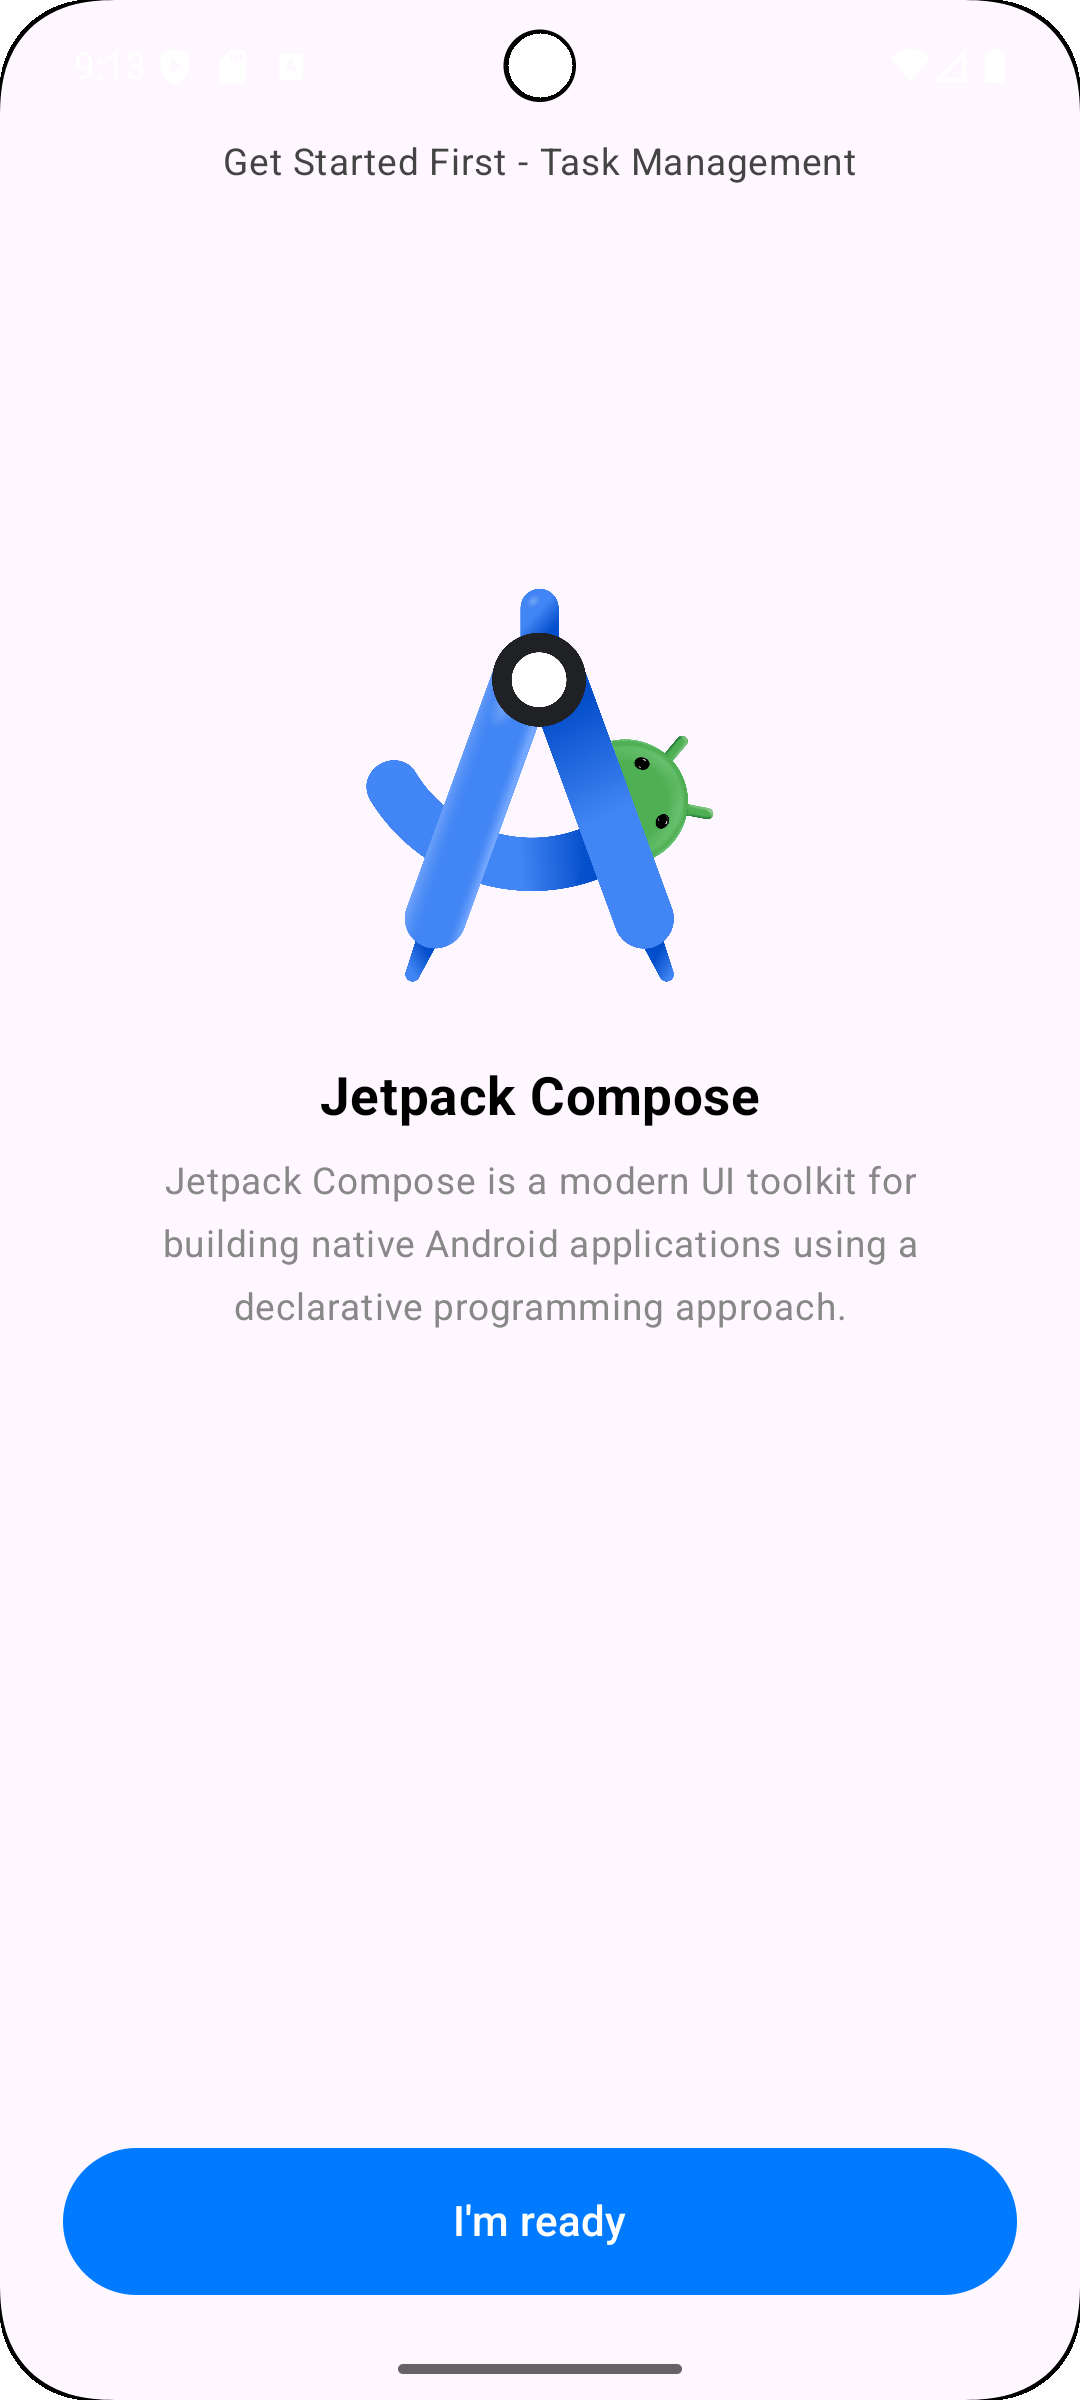 9:13
Get Started First - Task Management
Jetpack Compose
Jetpack Compose is a modern UI toolkit for
building native Android applications using a
declarative programming approach.
I'm ready